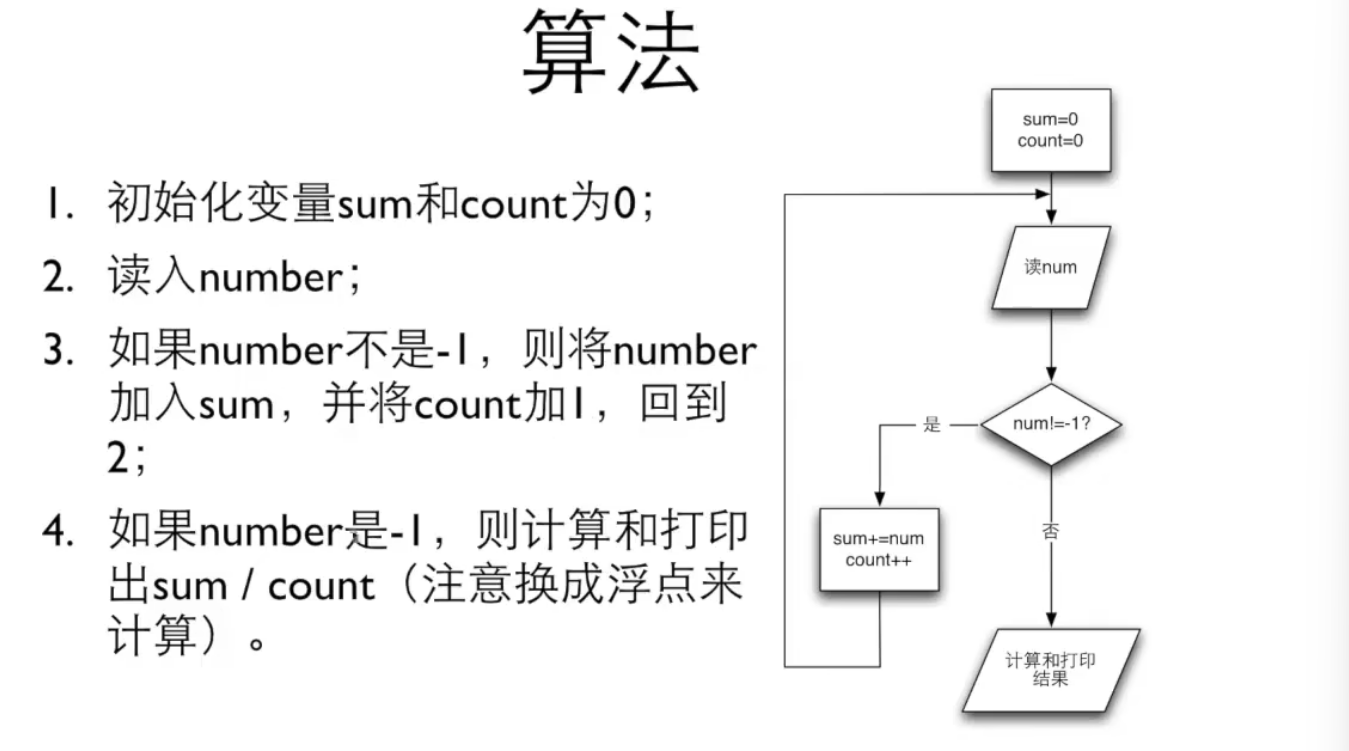 算法
1. 初始化变量sum和count为0；
2. 读入number；
3. 如果number不是-1，则将number
加入sum，并将count加1，回到
2；
4. 如果number是-1，则计算和打印
出sum / count（注意换成浮点来
计算）。
sum=0
count=0
读num
num!=-1?
是
sum+=num
count++
否
计算和打印
结果